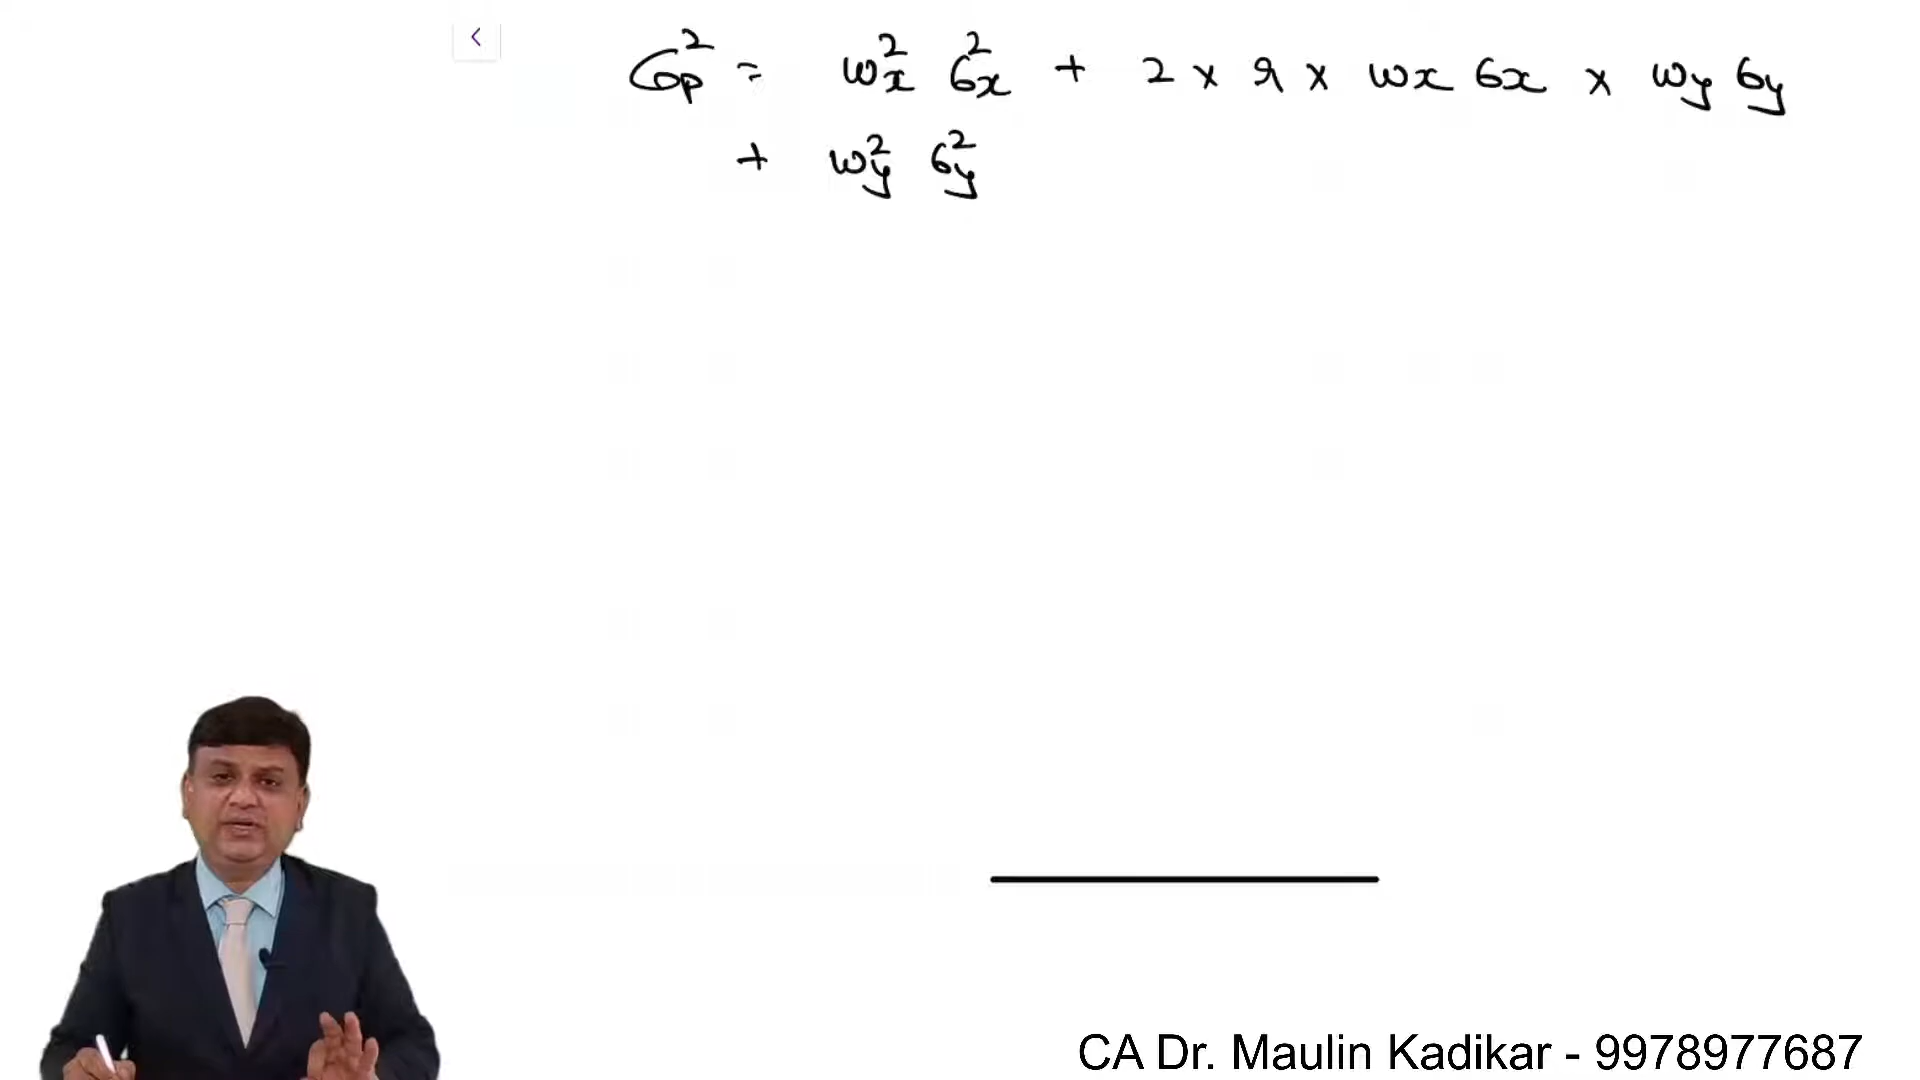 σp² = wx² σx² + 2 × r × wx σx × wy σy
+ wy² σy²
CA Dr. Maulin Kadikar - 9978977687